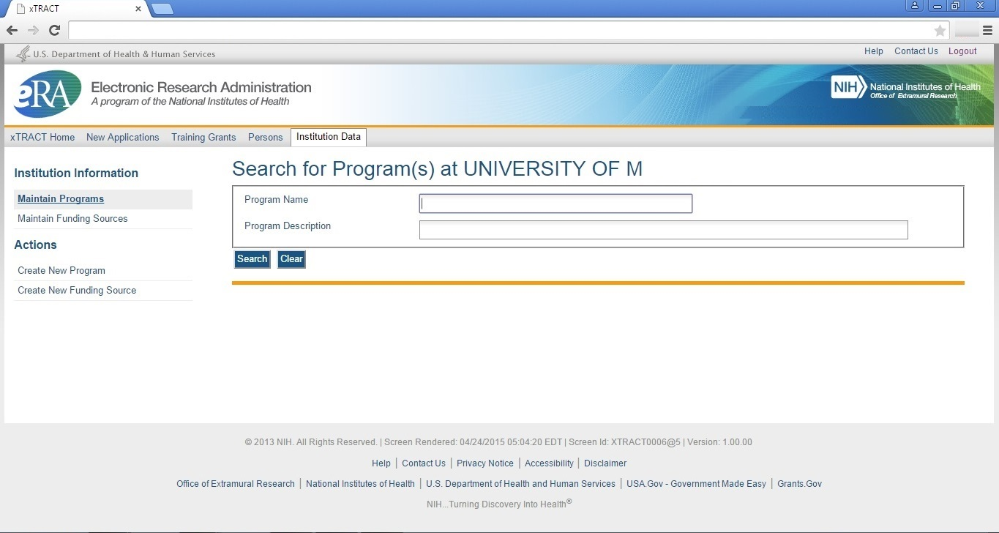 xTRACT
U.S. Department of Health & Human Services
Help Contact Us Logout
eRA
Electronic Research Administration
A program of the National Institutes of Health
NIH National Institutes of Health
Office of Extramural Research
xTRACT Home New Applications Training Grants Persons Institution Data
Institution Information
Maintain Programs
Maintain Funding Sources
Actions
Create New Program
Create New Funding Source
Search for Program(s) at UNIVERSITY OF M
Program Name
Program Description
Search Clear
© 2013 NIH. All Rights Reserved. | Screen Rendered: 04/24/2015 05:04:20 EDT | Screen Id: XTRACT0006@5 | Version: 1.00.00
Help | Contact Us | Privacy Notice | Accessibility | Disclaimer
Office of Extramural Research | National Institutes of Health | U.S. Department of Health and Human Services | USA.Gov - Government Made Easy | Grants.Gov
NIH...Turning Discovery Into Health®